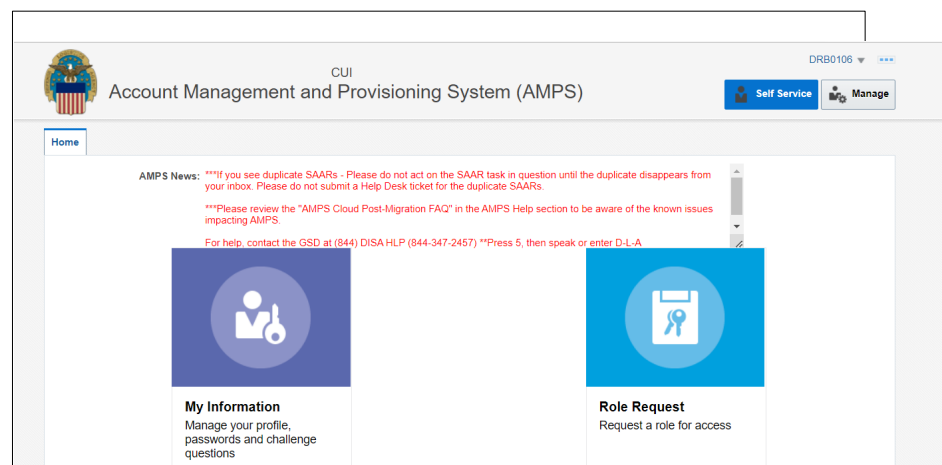 CUI
Account Management and Provisioning System (AMPS)
DRB0106
Self Service
Manage
Home
AMPS News: ***If you see duplicate SAARs - Please do not act on the SAAR task in question until the duplicate disappears from
your inbox. Please do not submit a Help Desk ticket for the duplicate SAARs.
***Please review the "AMPS Cloud Post-Migration FAQ" in the AMPS Help section to be aware of the known issues
impacting AMPS.
For help, contact the GSD at (844) DISA HLP (844-347-2457) **Press 5, then speak or enter D-L-A
My Information
Manage your profile,
passwords and challenge
questions
Role Request
Request a role for access